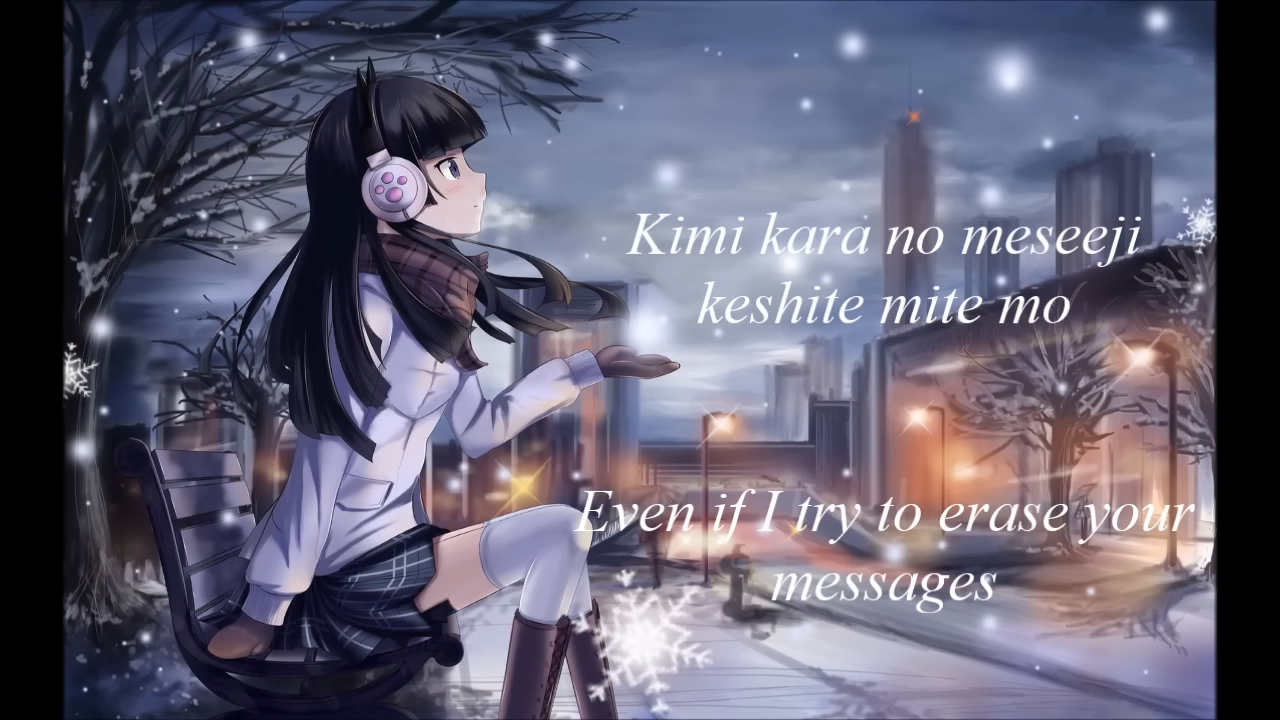 Kimi kara no meseeji
keshite mite mo
Even if I try to erase your
messages